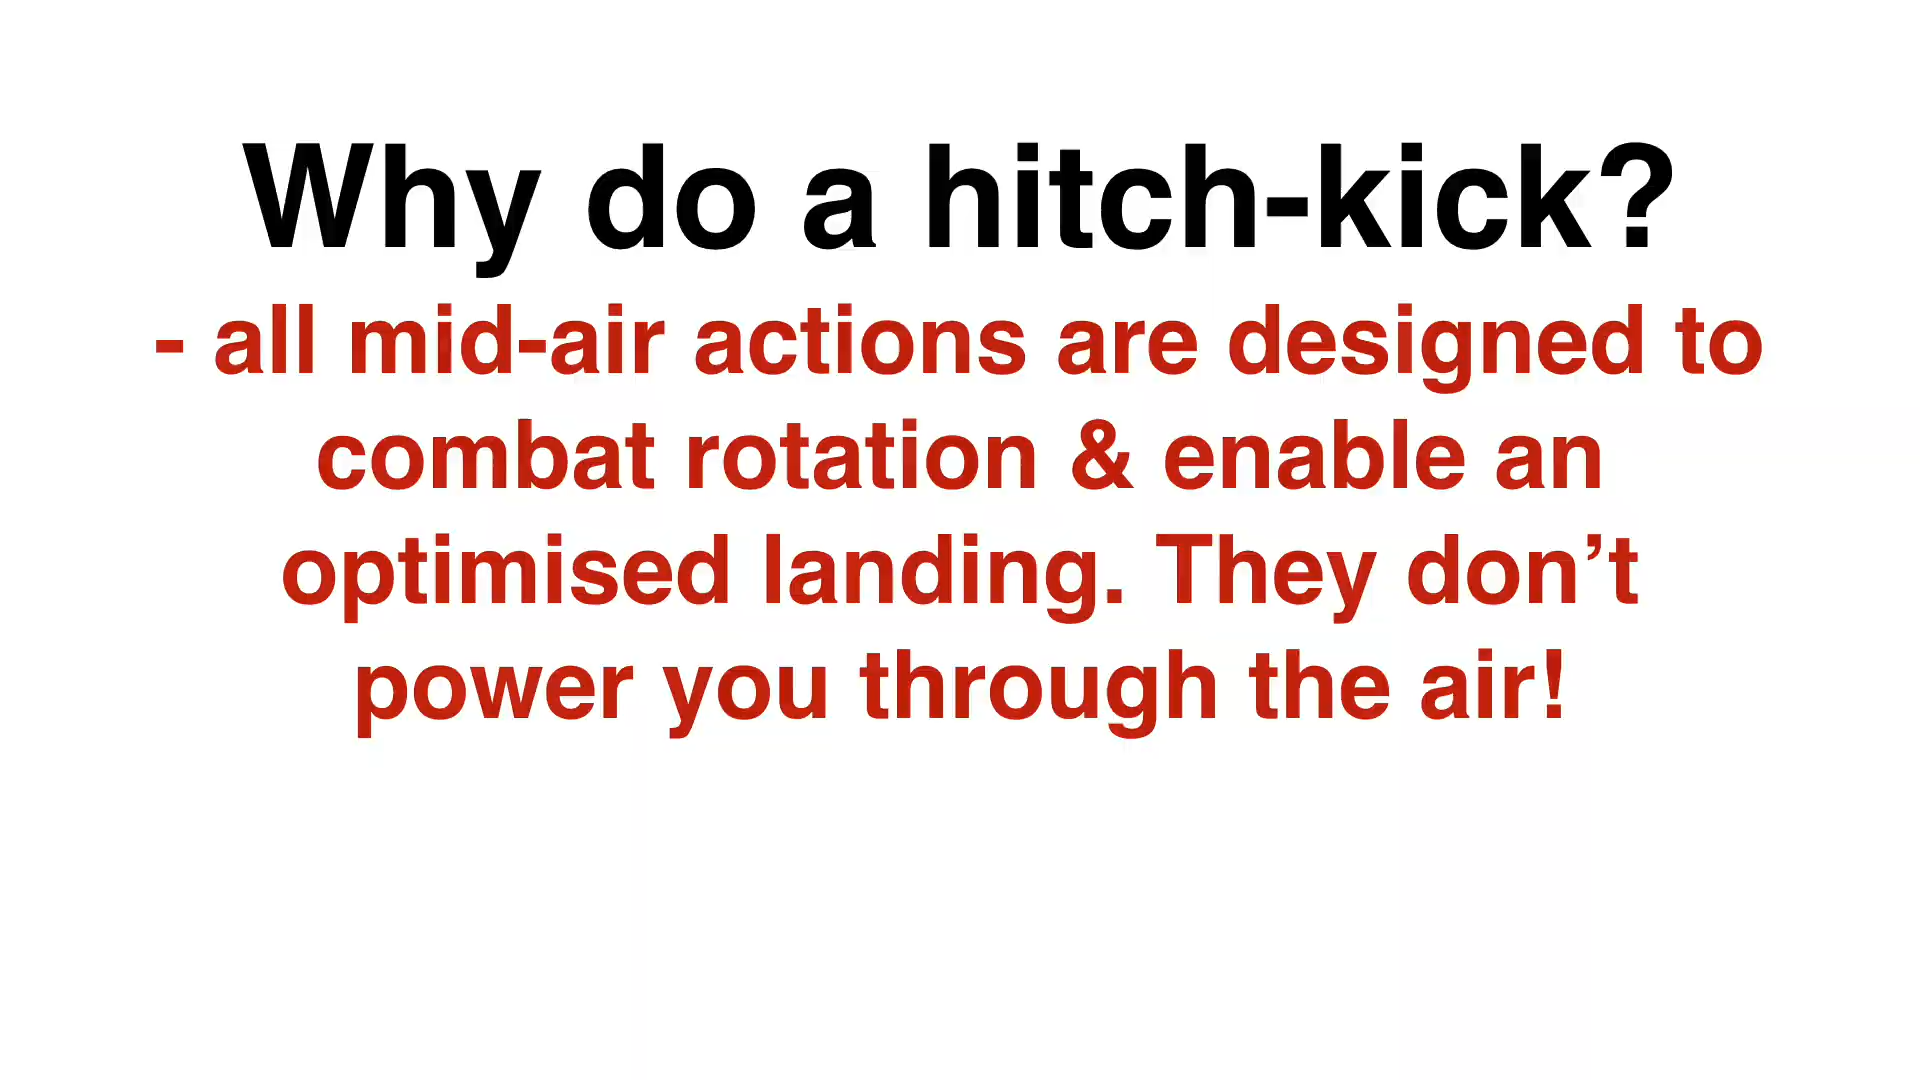 Why do a hitch-kick?
- all mid-air actions are designed to
combat rotation & enable an
optimised landing. They don’t
power you through the air!